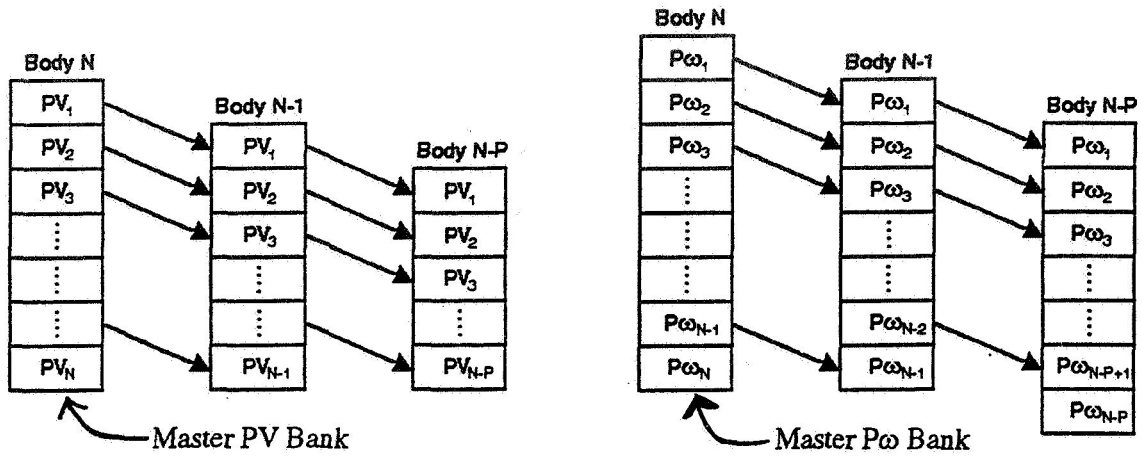 Body N
PV1
PV2
PV3
PVN
Body N-1
PV1
PV2
PV3
PVN-1
Body N-P
PV1
PV2
PV3
PVN-P
Master PV Bank
Body N
Pω1
Pω2
Pω3
PωN-1
PωN
Body N-1
Pω1
Pω2
Pω3
PωN-2
PωN-1
Body N-P
Pω1
Pω2
Pω3
PωN-P+1
PωN-P
Master Pω Bank